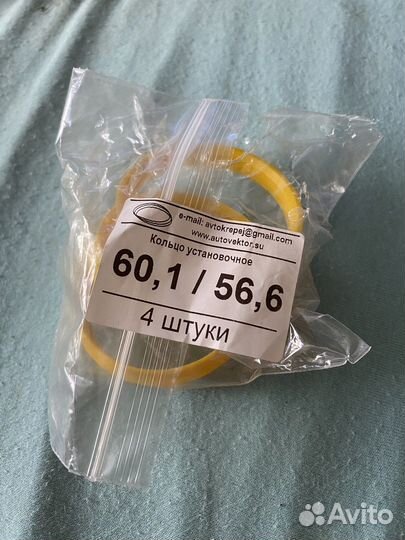 e-mail: avtokrepej@gmail.com
www.autovektor.su
Кольцо установочное
60,1 / 56,6
4 штуки
Avito